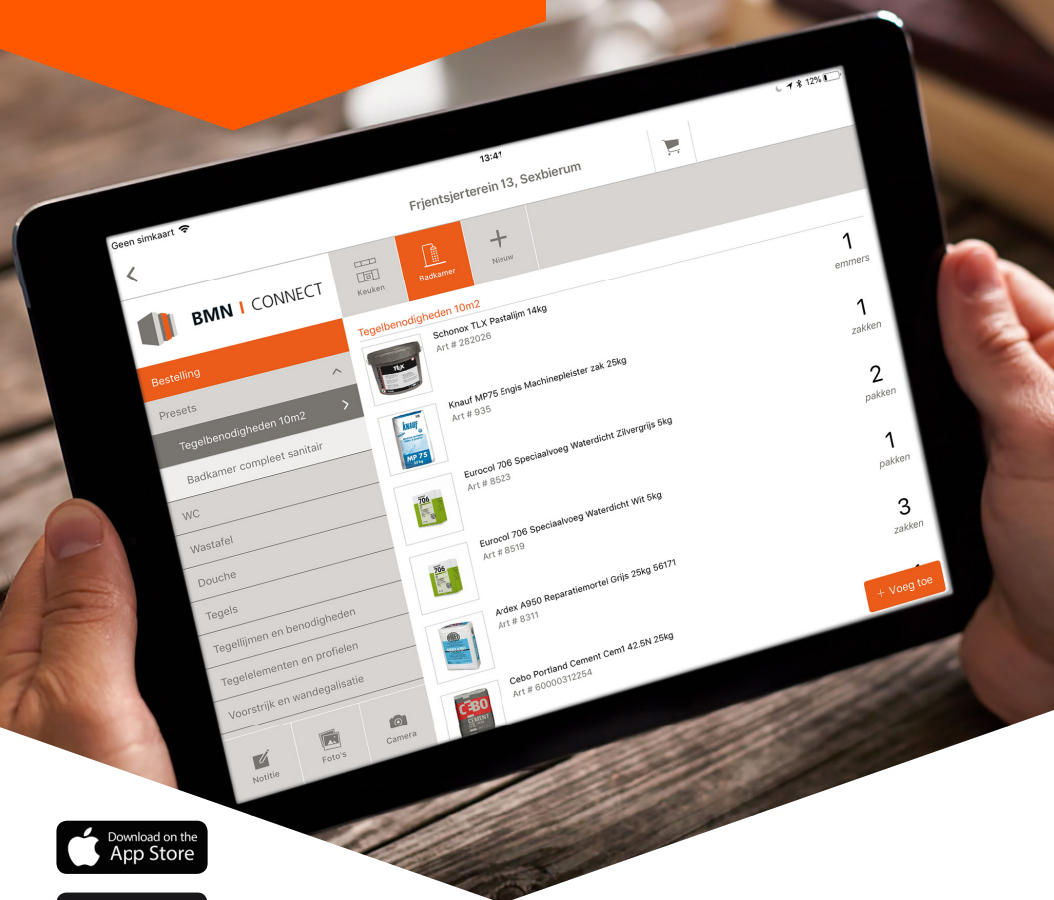 Geen simkaart
13:41
12%
Frjentsjerterein 13, Sexbierum
BMN | CONNECT
Keuken
Badkamer
Nieuw
Bestelling
Presets
Tegelbenodigheden 10m2
Badkamer compleet sanitair
WC
Wastafel
Douche
Tegels
Tegellijmen en benodigheden
Tegelelementen en profielen
Voorstrijk en wandegalisatie
Notitie
Foto's
Camera
Tegelbenodigheden 10m2
Schonox TLX Pastalijm 14kg
Art # 282026
1
emmers
Knauf MP75 Engis Machinepleister zak 25kg
Art # 935
1
zakken
KNAUF
MP 75
Eurocol 706 Speciaalvoeg Waterdicht Zilvergrijs 5kg
Art # 8523
2
pakken
706
Eurocol 706 Speciaalvoeg Waterdicht Wit 5kg
Art # 8519
1
pakken
706
Ardex A950 Reparatiemortel Grijs 25kg 56171
Art # 8311
3
zakken
Cebo Portland Cement Cem1 42.5N 25kg
Art # 60000312254
CEBO
CEMENT
+ Voeg toe
Download on the
App Store